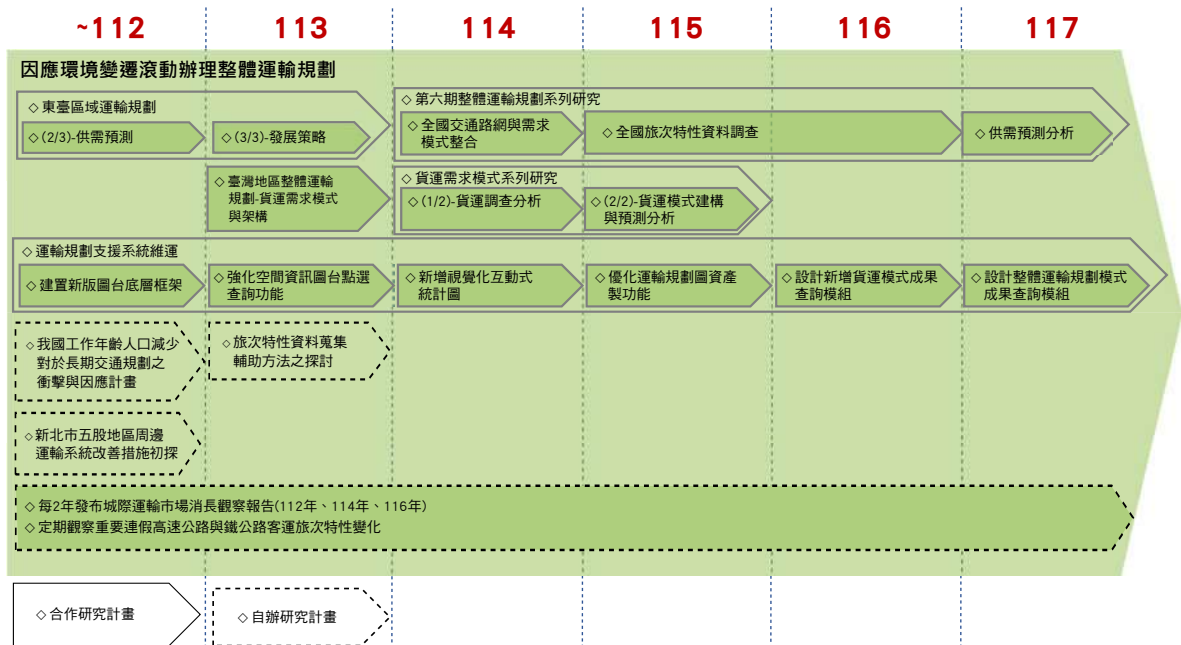 ~112 113 114 115 116 117
因應環境變遷滾動辦理整體運輸規劃
◇東臺區域運輸規劃
◇(2/3)-供需預測
◇(3/3)-發展策略
◇第六期整體運輸規劃系列研究
◇全國交通路網與需求
模式整合
◇全國旅次特性資料調查
◇供需預測分析
◇臺灣地區整體運輸
規劃-貨運需求模式
與架構
◇貨運需求模式系列研究
◇(1/2)-貨運調查分析
◇(2/2)-貨運模式建構
與預測分析
◇運輸規劃支援系統維運
◇建置新版圖台底層框架
◇強化空間資訊圖台點選
查詢功能
◇新增視覺化互動式
統計圖
◇優化運輸規劃圖資產
製功能
◇設計新增貨運模式成果
查詢模組
◇設計整體運輸規劃模式
成果查詢模組
◇我國工作年齡人口減少
對於長期交通規劃之
衝擊與因應計畫
◇旅次特性資料蒐集
輔助方法之探討
◇新北市五股地區周邊
運輸系統改善措施初探
◇每2年發布城際運輸市場消長觀察報告(112年、114年、116年)
◇定期觀察重要連假高速公路與鐵公路客運旅次特性變化
◇合作研究計畫
◇自辦研究計畫